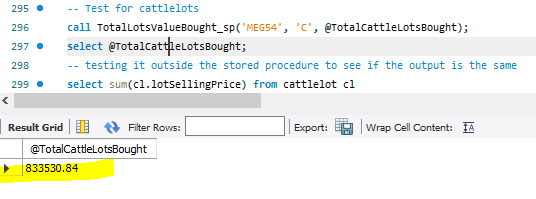 295 -- Test for cattlelots
296 call TotalLotsValueBought_sp('MEG54', 'C', @TotalCattleLotsBought);
297 select @TotalCattleLotsBought;
298 -- testing it outside the stored procedure to see if the output is the same
299 select sum(cl.lotSellingPrice) from cattlelot cl
Result Grid Filter Rows: Export: Wrap Cell Content: IA
@TotalCattleLotsBought
833530.84